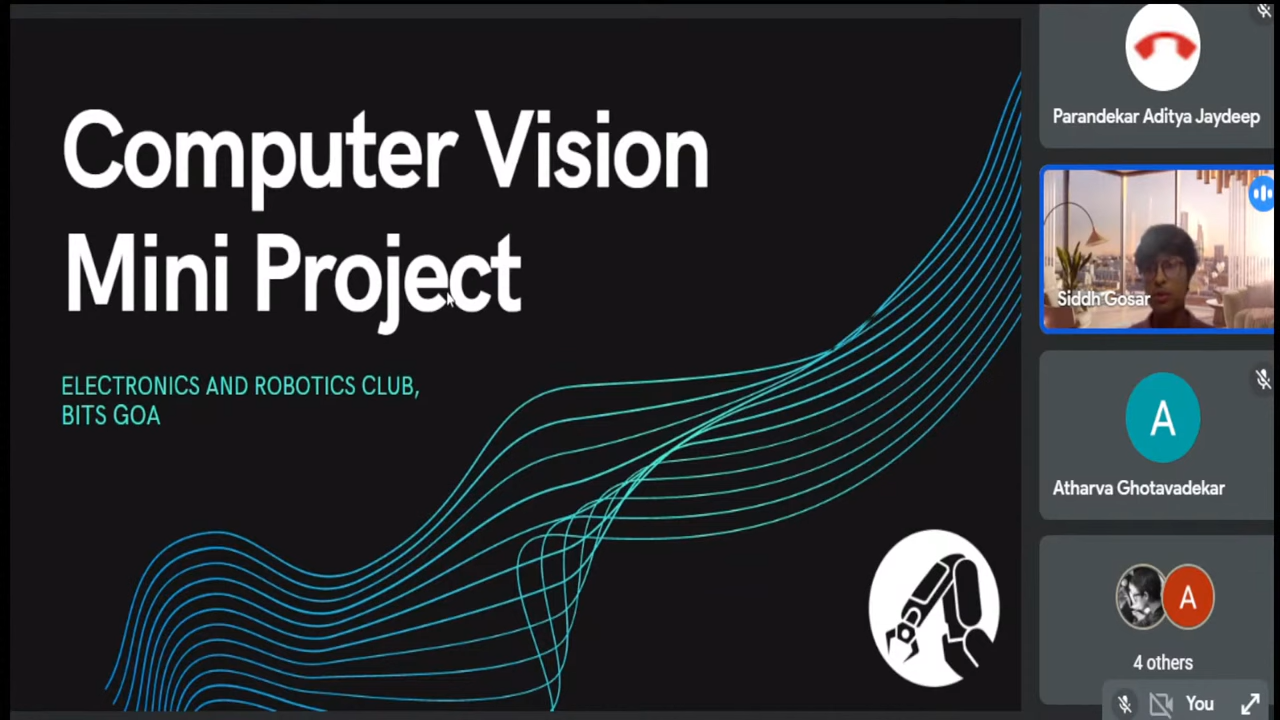 Computer Vision
Mini Project
ELECTRONICS AND ROBOTICS CLUB,
BITS GOA
Parandekar Aditya Jaydeep
Siddh Gosar
A
Atharva Ghotavadekar
A
4 others
You